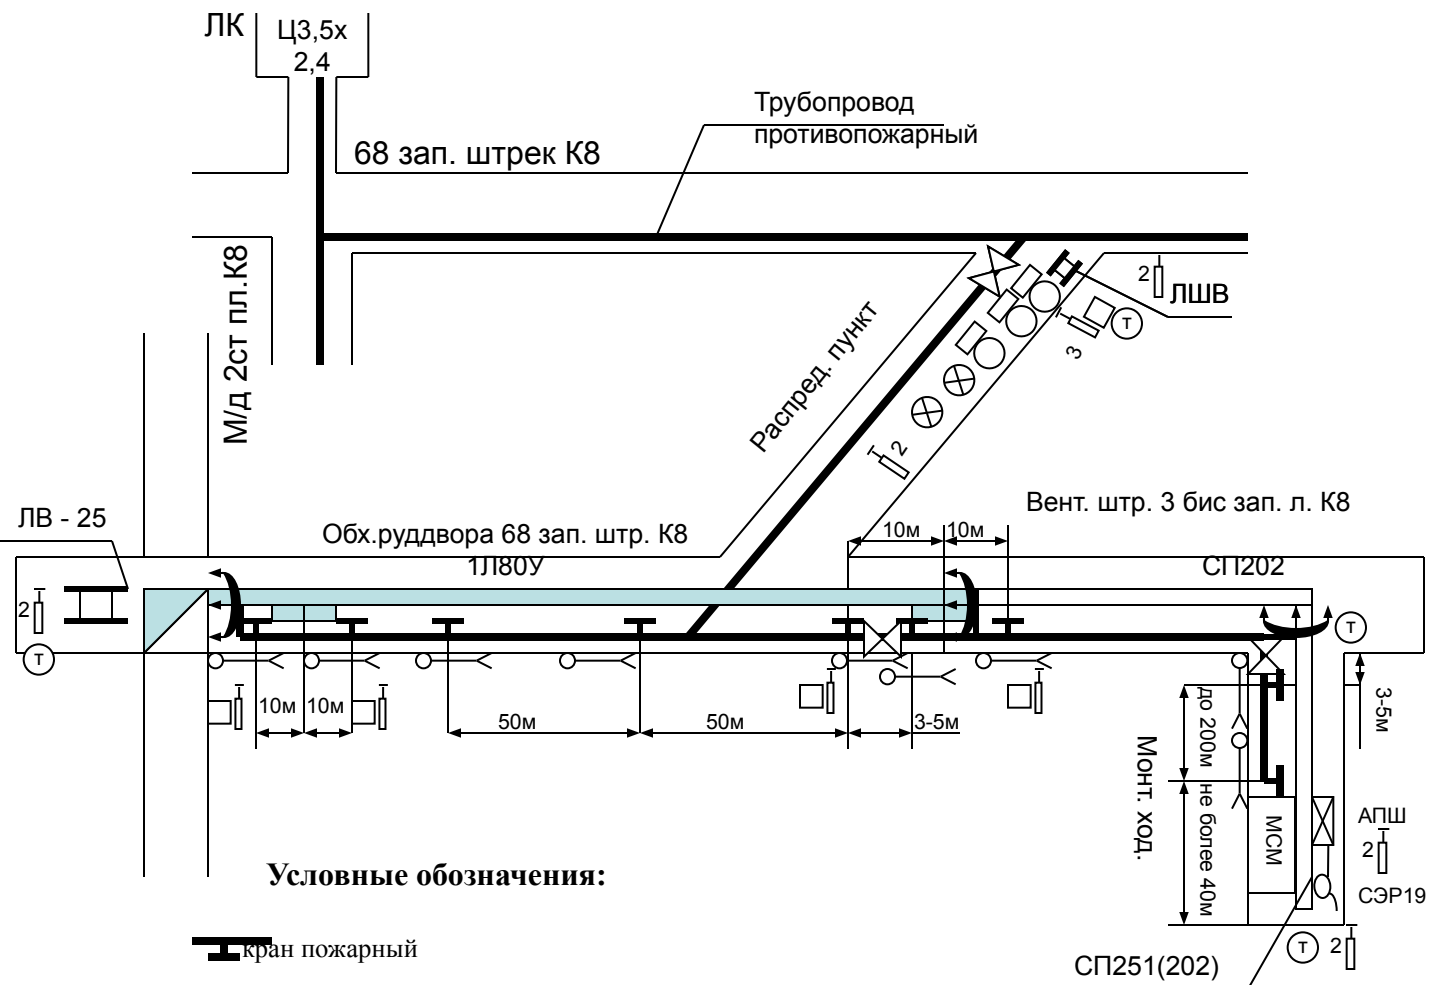 ЛК
Ц3,5х
2,4
Трубопровод
противопожарный
68 зап. штрек К8
М/д 2ст пл.К8
Распред. пункт
2
ЛШВ
3
Т
2
ЛВ - 25
Обх.руддвора 68 зап. штр. К8
1Л80У
Вент. штр. 3 бис зап. л. К8
10м
10м
СП202
2
Т
Т
10м
10м
50м
50м
3-5м
до 200м
3-5м
Монт. ход.
не более 40м
МСМ
АПШ
2
СЭР19
Т
2
СП251(202)
Условные обозначения:
кран пожарный